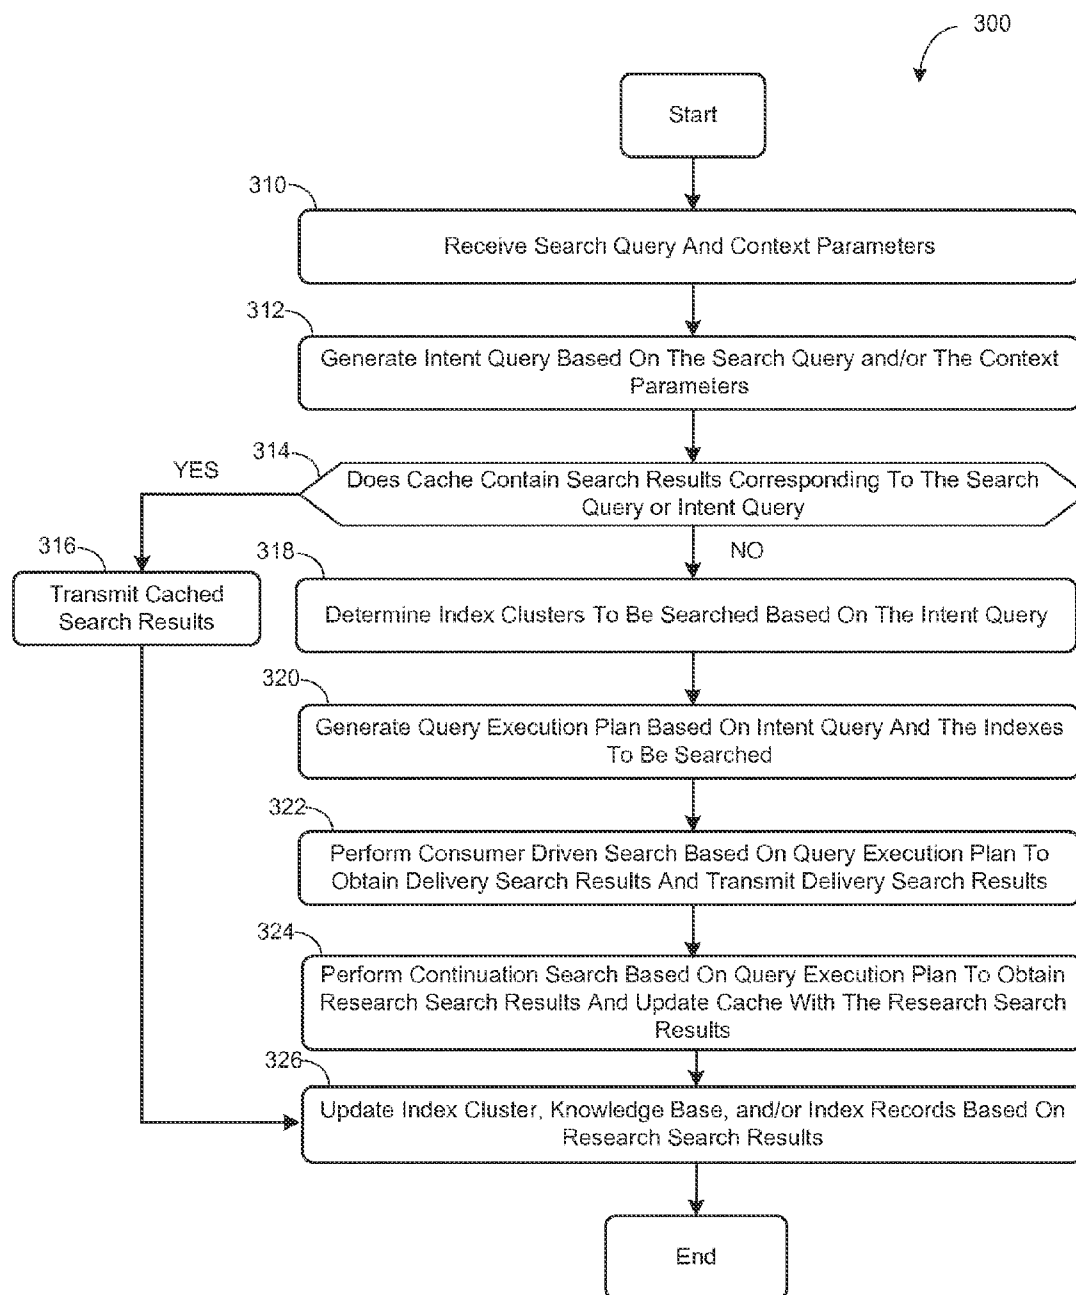 300
Start
310
Receive Search Query And Context Parameters
312
Generate Intent Query Based On The Search Query and/or The Context
Parameters
314
YES
Does Cache Contain Search Results Corresponding To The Search
Query or Intent Query
NO
316
Transmit Cached
Search Results
318
Determine Index Clusters To Be Searched Based On The Intent Query
320
Generate Query Execution Plan Based On Intent Query And The Indexes
To Be Searched
322
Perform Consumer Driven Search Based On Query Execution Plan To
Obtain Delivery Search Results And Transmit Delivery Search Results
324
Perform Continuation Search Based On Query Execution Plan To Obtain
Research Search Results And Update Cache With The Research Search
Results
326
Update Index Cluster, Knowledge Base, and/or Index Records Based On
Research Search Results
End